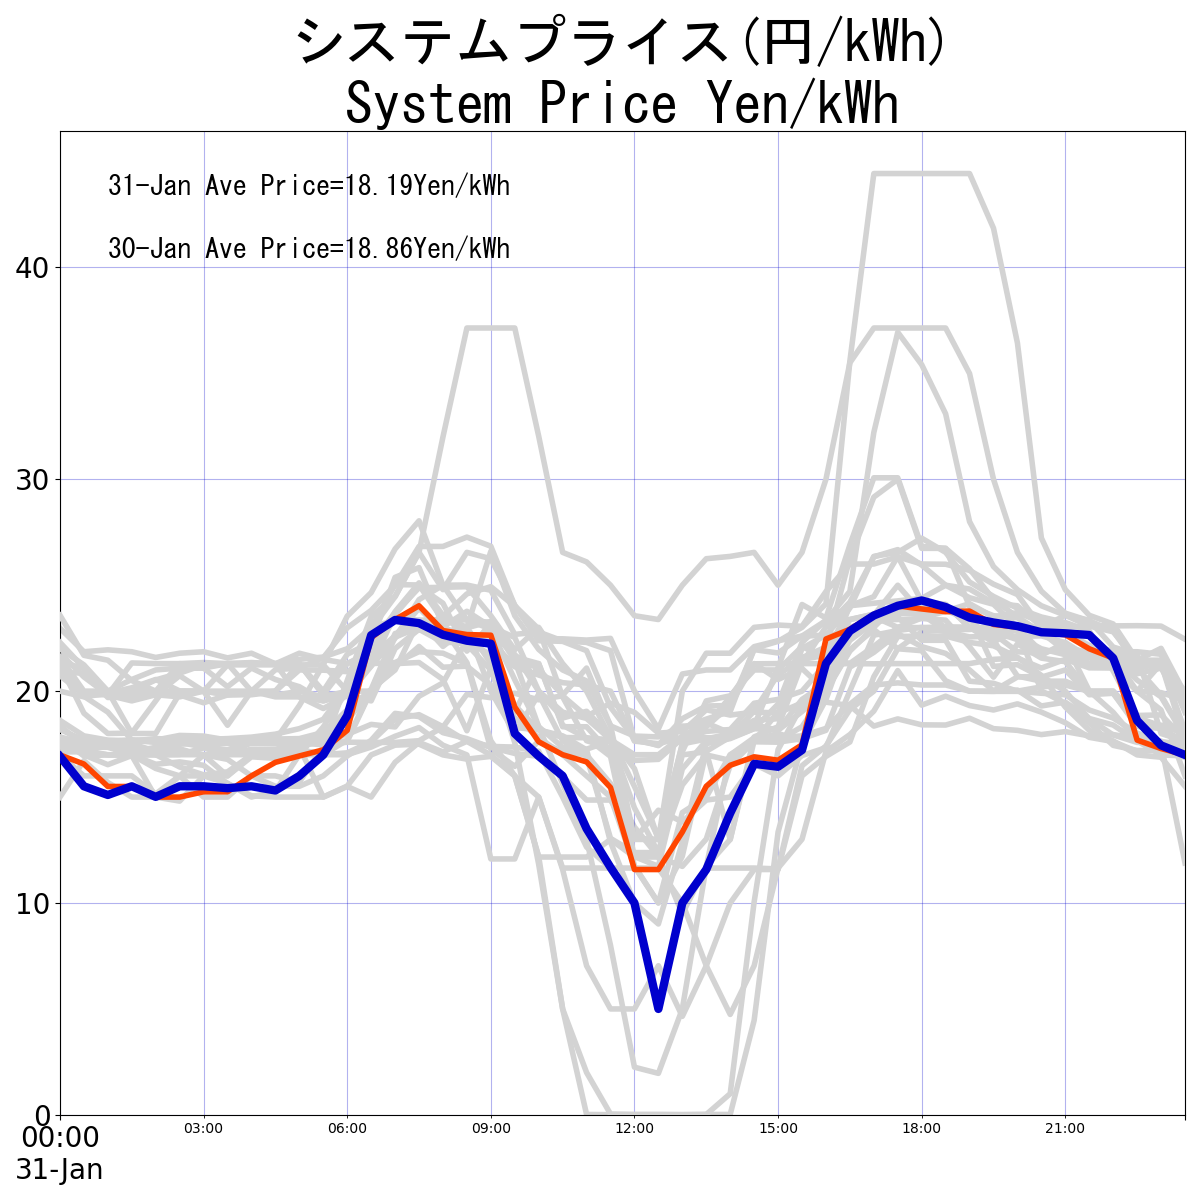 システムプライス(円/kWh)
System Price Yen/kWh
31-Jan Ave Price=18.19Yen/kWh
30-Jan Ave Price=18.86Yen/kWh
40
30
20
10
0
00:00 03:00 06:00 09:00 12:00 15:00 18:00 21:00
31-Jan